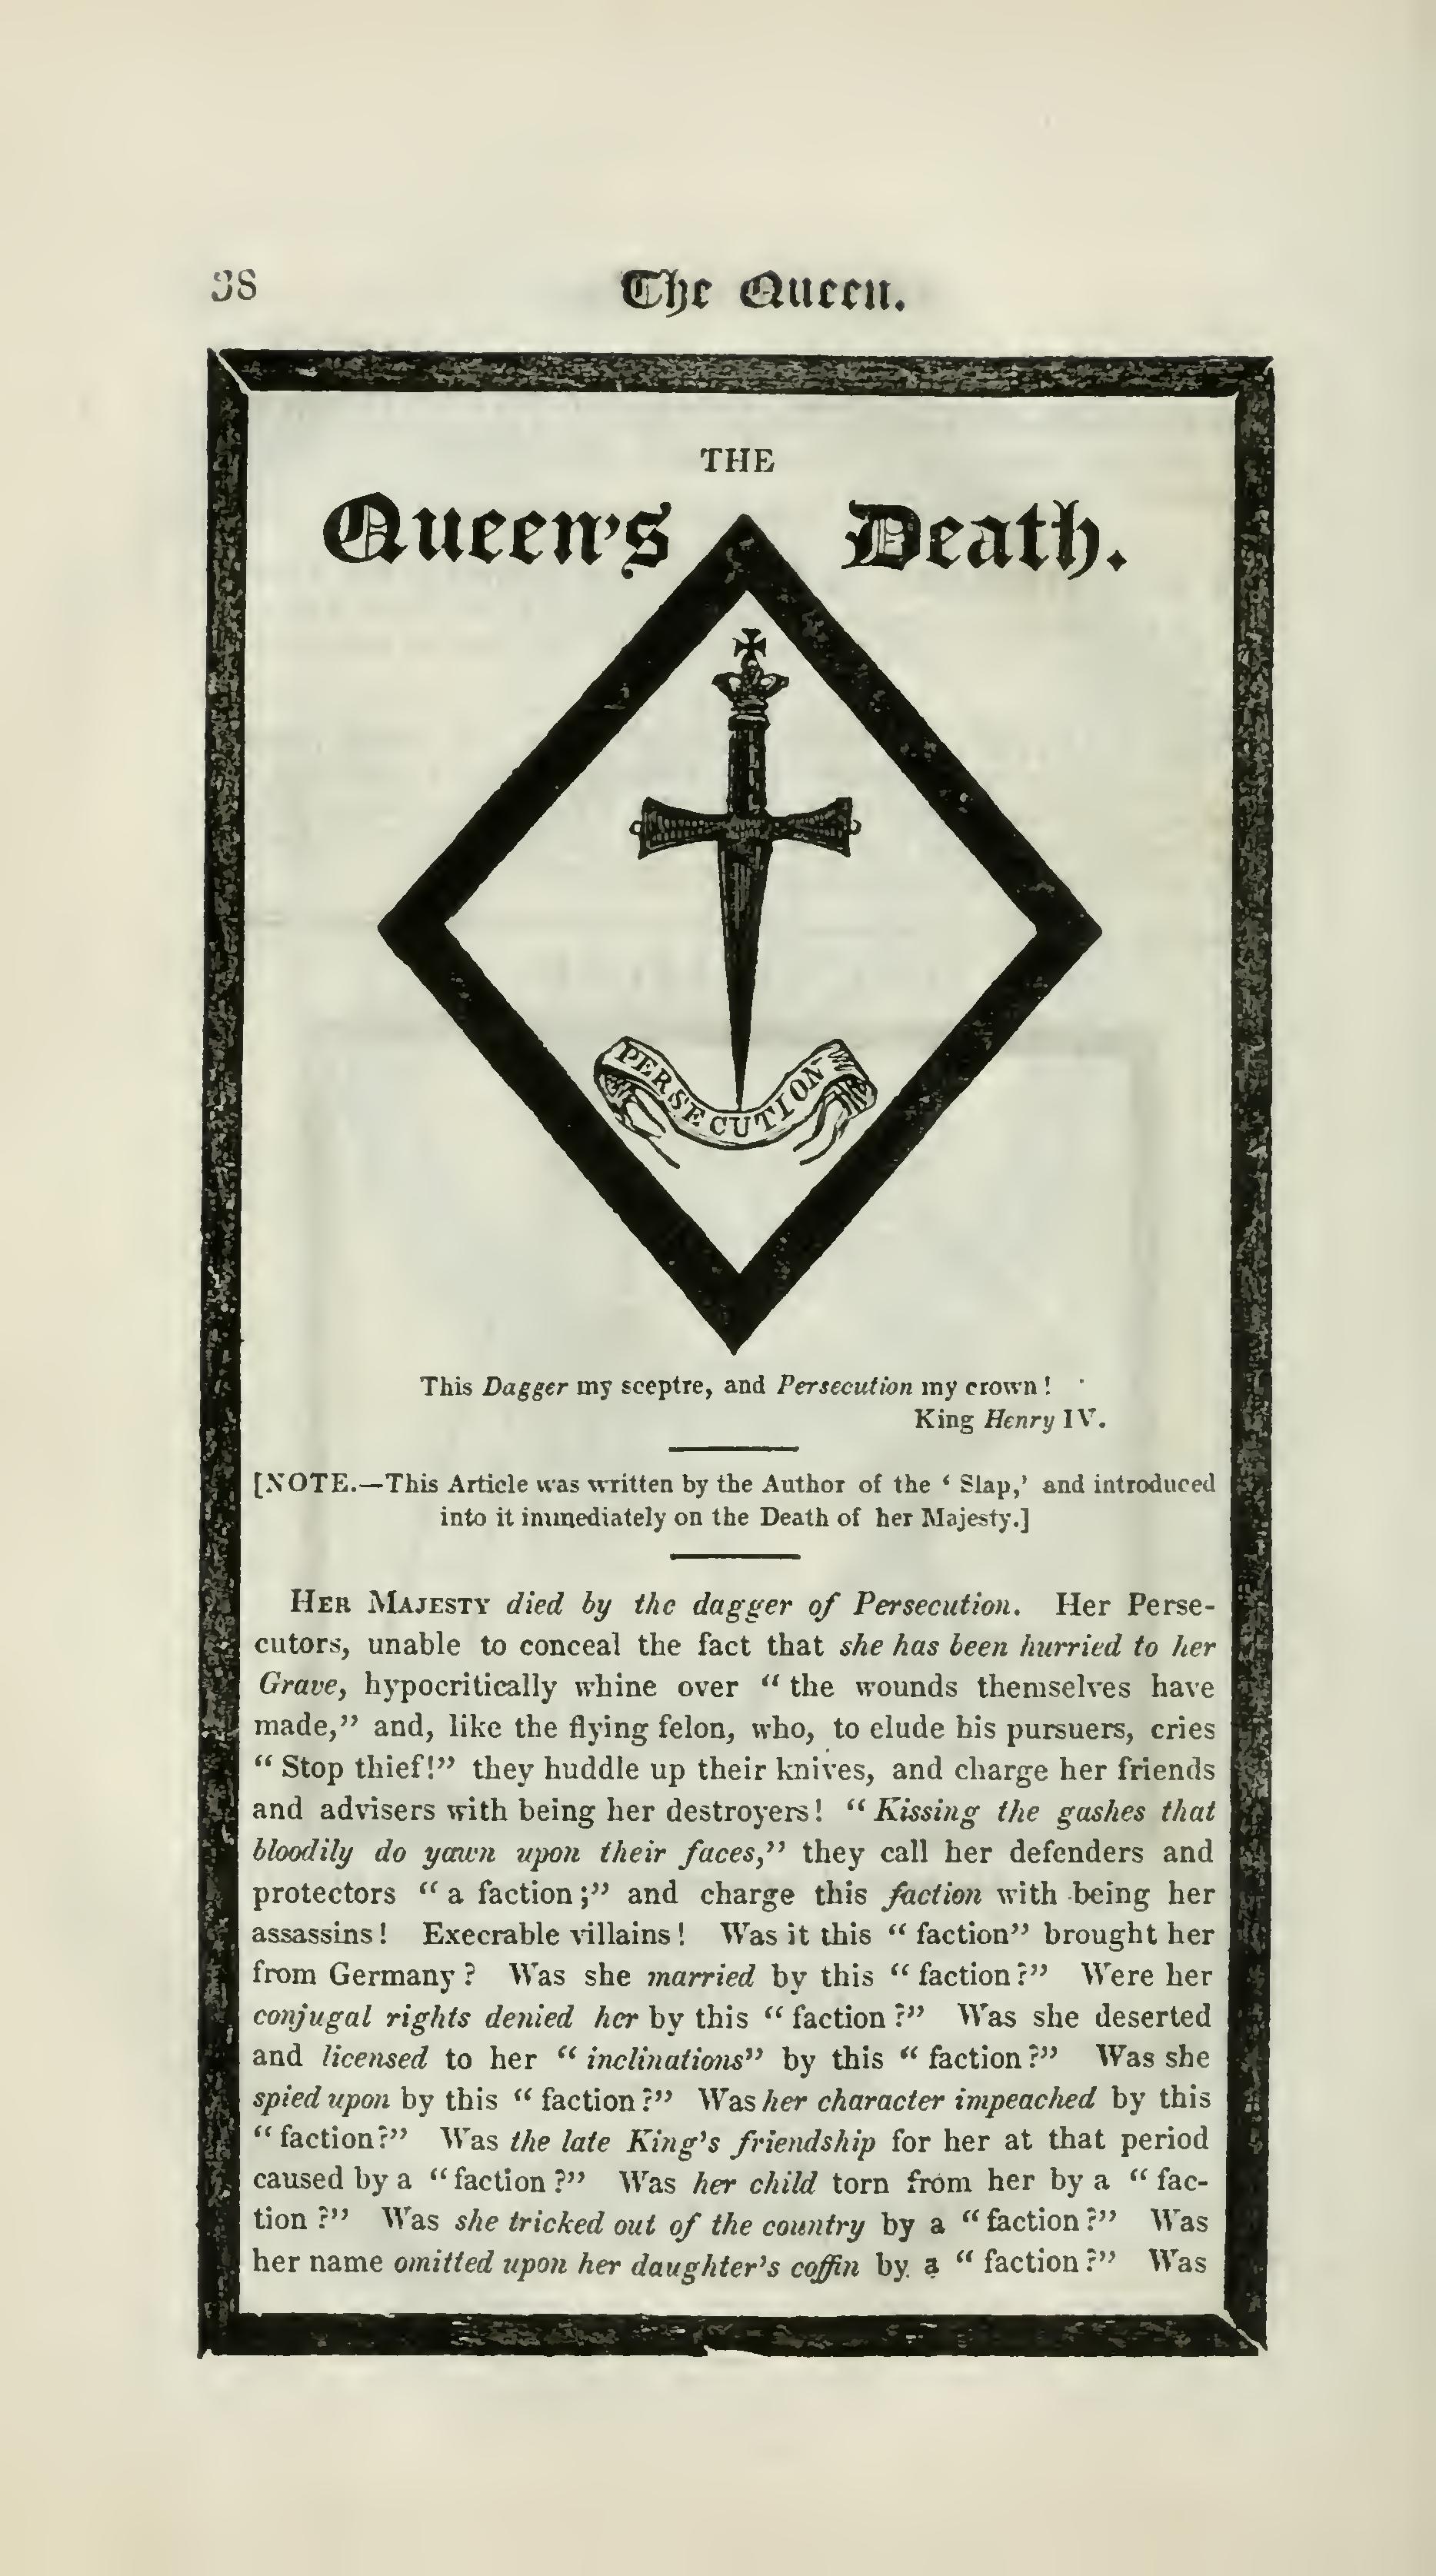 38
The Queen.
THE
Queen's Death.
PERSECUTION
This Dagger my sceptre, and Persecution my crown !
King Henry IV.
[NOTE.—This Article was written by the Author of the ‘ Slap,’ and introduced
into it immediately on the Death of her Majesty.]
HER MAJESTY died by the dagger of Persecution. Her Perse-
cutors, unable to conceal the fact that she has been hurried to her
Grave, hypocritically whine over “ the wounds themselves have
made,” and, like the flying felon, who, to elude his pursuers, cries
“ Stop thief!” they huddle up their knives, and charge her friends
and advisers with being her destroyers! “ Kissing the gashes that
bloodily do yawn upon their faces,” they call her defenders and
protectors “ a faction ;” and charge this faction with being her
assassins ! Execrable villains ! Was it this “ faction” brought her
from Germany ? Was she married by this “ faction ?” Were her
conjugal rights denied her by this “ faction ?” Was she deserted
and licensed to her “ inclinations” by this “ faction ?” Was she
spied upon by this “ faction ?” Was her character impeached by this
“ faction ?” Was the late King's friendship for her at that period
caused by a “ faction ?” Was her child torn from her by a “ fac-
tion ?” Was she tricked out of the country by a “ faction ?” Was
her name omitted upon her daughter's coffin by a “ faction ?” Was